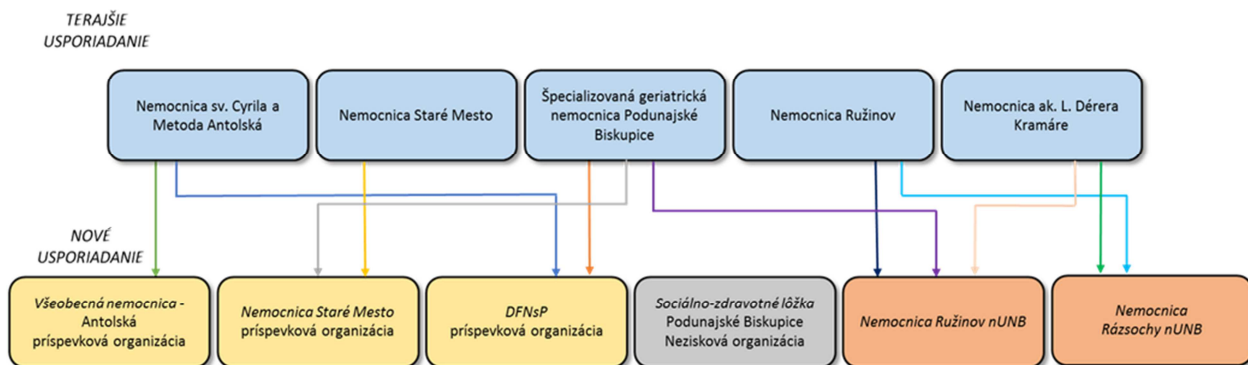 TERAJŠIE
USPORIADANIE
Nemocnica sv. Cyrila a
Metoda Antolská
Nemocnica Staré Mesto
Špecializovaná geriatrická
nemocnica Podunajské
Biskupice
Nemocnica Ružinov
Nemocnica ak. L. Dérera
Kramáre
NOVÉ
USPORIADANIE
Všeobecná nemocnica -
Antolská
príspevková organizácia
Nemocnica Staré Mesto
príspevková organizácia
DFNsP
príspevková organizácia
Sociálno-zdravotné lôžka
Podunajské Biskupice
Nezisková organizácia
Nemocnica Ružinov nUNB
Nemocnica
Rázsochy nUNB